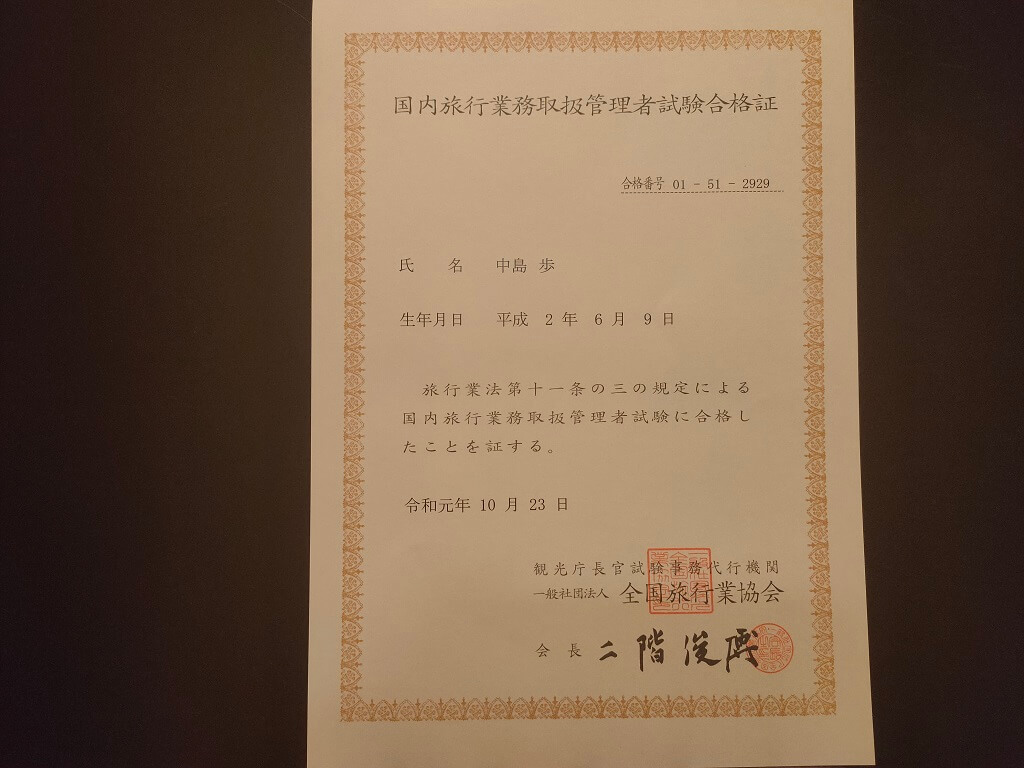 国内旅行業務取扱管理者試験合格証
合格番号 01 - 51 - 2929
氏　名　中島 歩
生年月日　平成 2 年 6 月 9 日
旅行業法第十一条の三の規定による
国内旅行業務取扱管理者試験に合格し
たことを証する。
令和元年 10 月 23 日
観光庁長官試験事務代行機関
一般社団法人 全国旅行業協会
会長 二階俊博